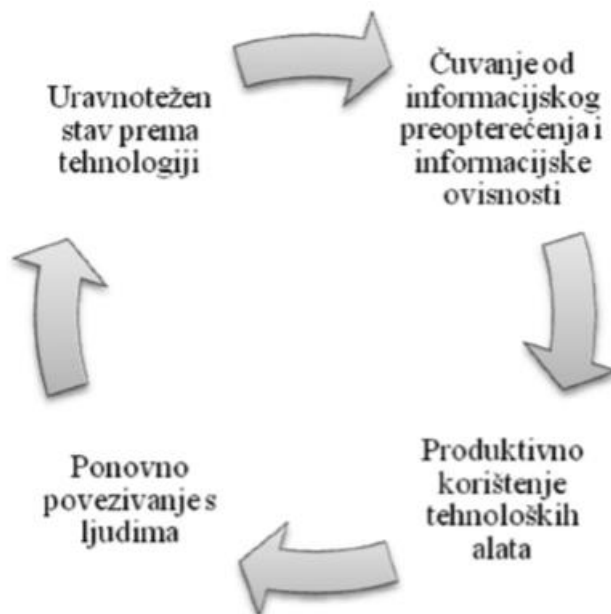 Uravnotežen
stav prema
tehnologiji
Čuvanje od
informacijskog
preopterećenja i
informacijske
ovisnosti
Produktivno
korištenje
tehnoloških
alata
Ponovno
povezivanje s
ljudima